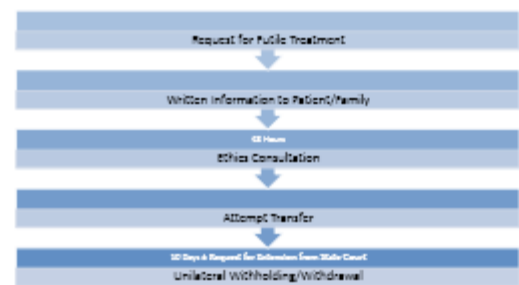 Request for Futile Treatment
Written Information to Patient/Family
48 Hours
Ethics Consultation
Attempt Transfer
10 Days & Request for Extension from State Court
Unilateral Withholding/Withdrawal